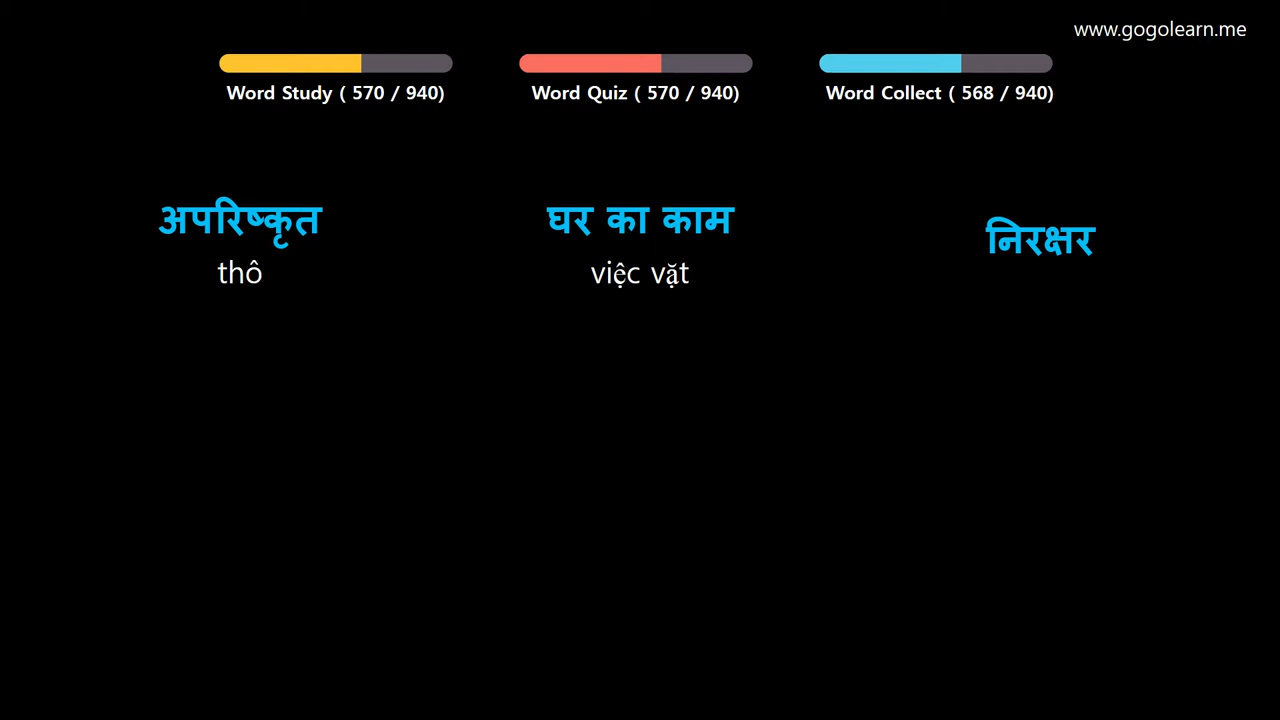 www.gogolearn.me
Word Study ( 570 / 940)
Word Quiz ( 570 / 940)
Word Collect ( 568 / 940)
अपरिष्कृत
thô
घर का काम
việc vặt
निरक्षर